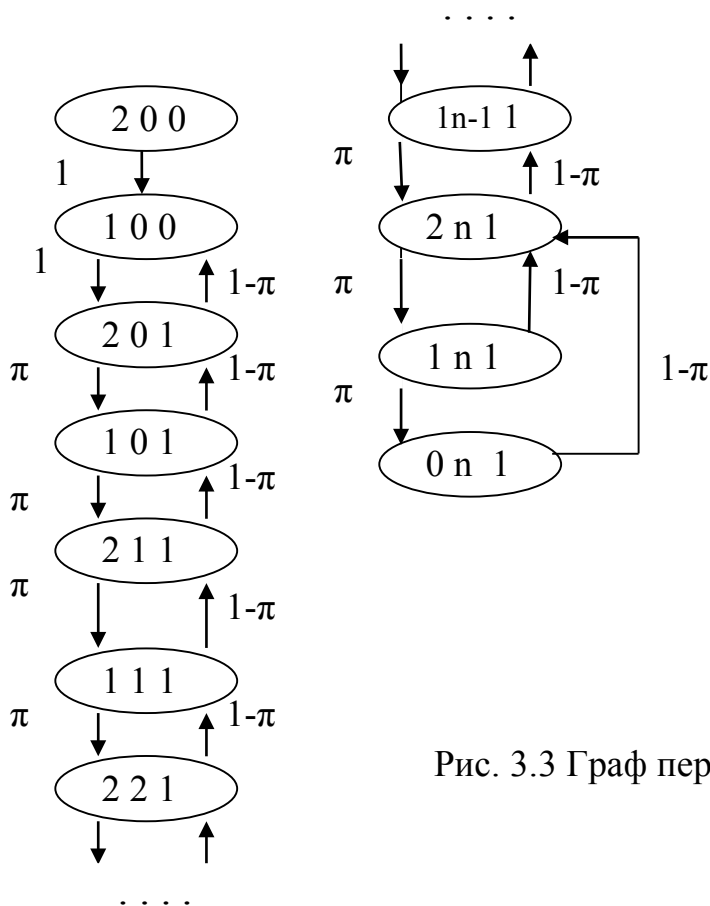 2 0 0
1
1 0 0
1
1-π
2 0 1
π
1-π
1 0 1
π
1-π
2 1 1
π
1-π
1 1 1
π
1-π
2 2 1
. . . .
. . . .
1n-1 1
π
1-π
2 n 1
π
1-π
1 n 1
π
1-π
0 n 1
Рис. 3.3 Граф пер